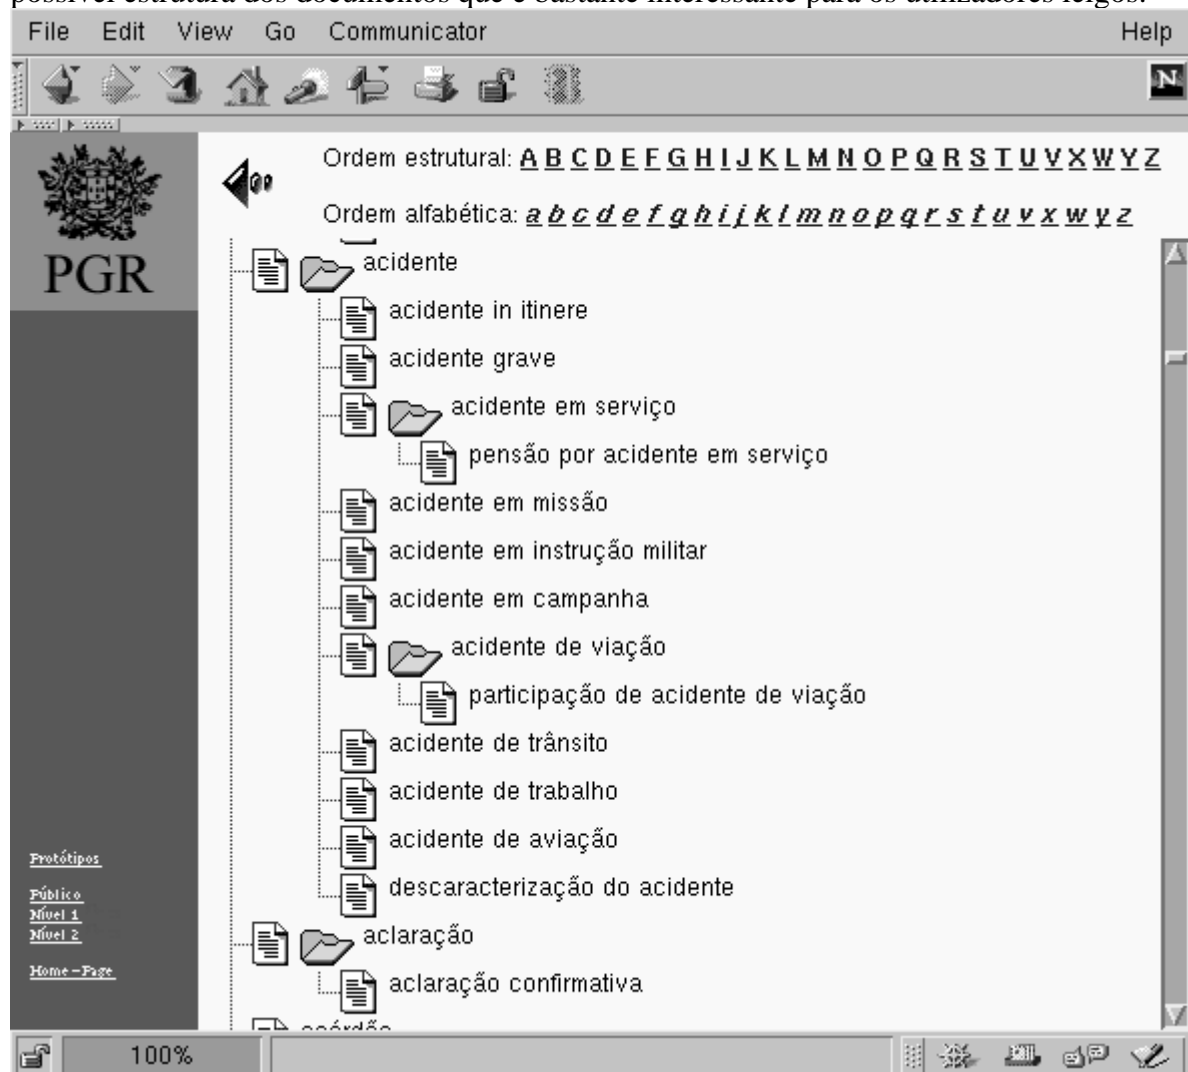 possível estrutura dos documentos que é bastante interessante para os utilizadores leigos.
File Edit View Go Communicator Help
N
PGR
Ordem estrutural: A B C D E F G H I J K L M N O P Q R S T U V X W Y Z
Ordem alfabética: a b c d e f g h i j k l m n o p q r s t u v x w y z
acidente
acidente in itinere
acidente grave
acidente em serviço
pensão por acidente em serviço
acidente em missão
acidente em instrução militar
acidente em campanha
acidente de viação
participação de acidente de viação
acidente de trânsito
acidente de trabalho
acidente de aviação
descaracterização do acidente
aclaração
aclaração confirmativa
acórdão
Protótipos
Público
Nível 1
Nível 2
Home-Page
100%